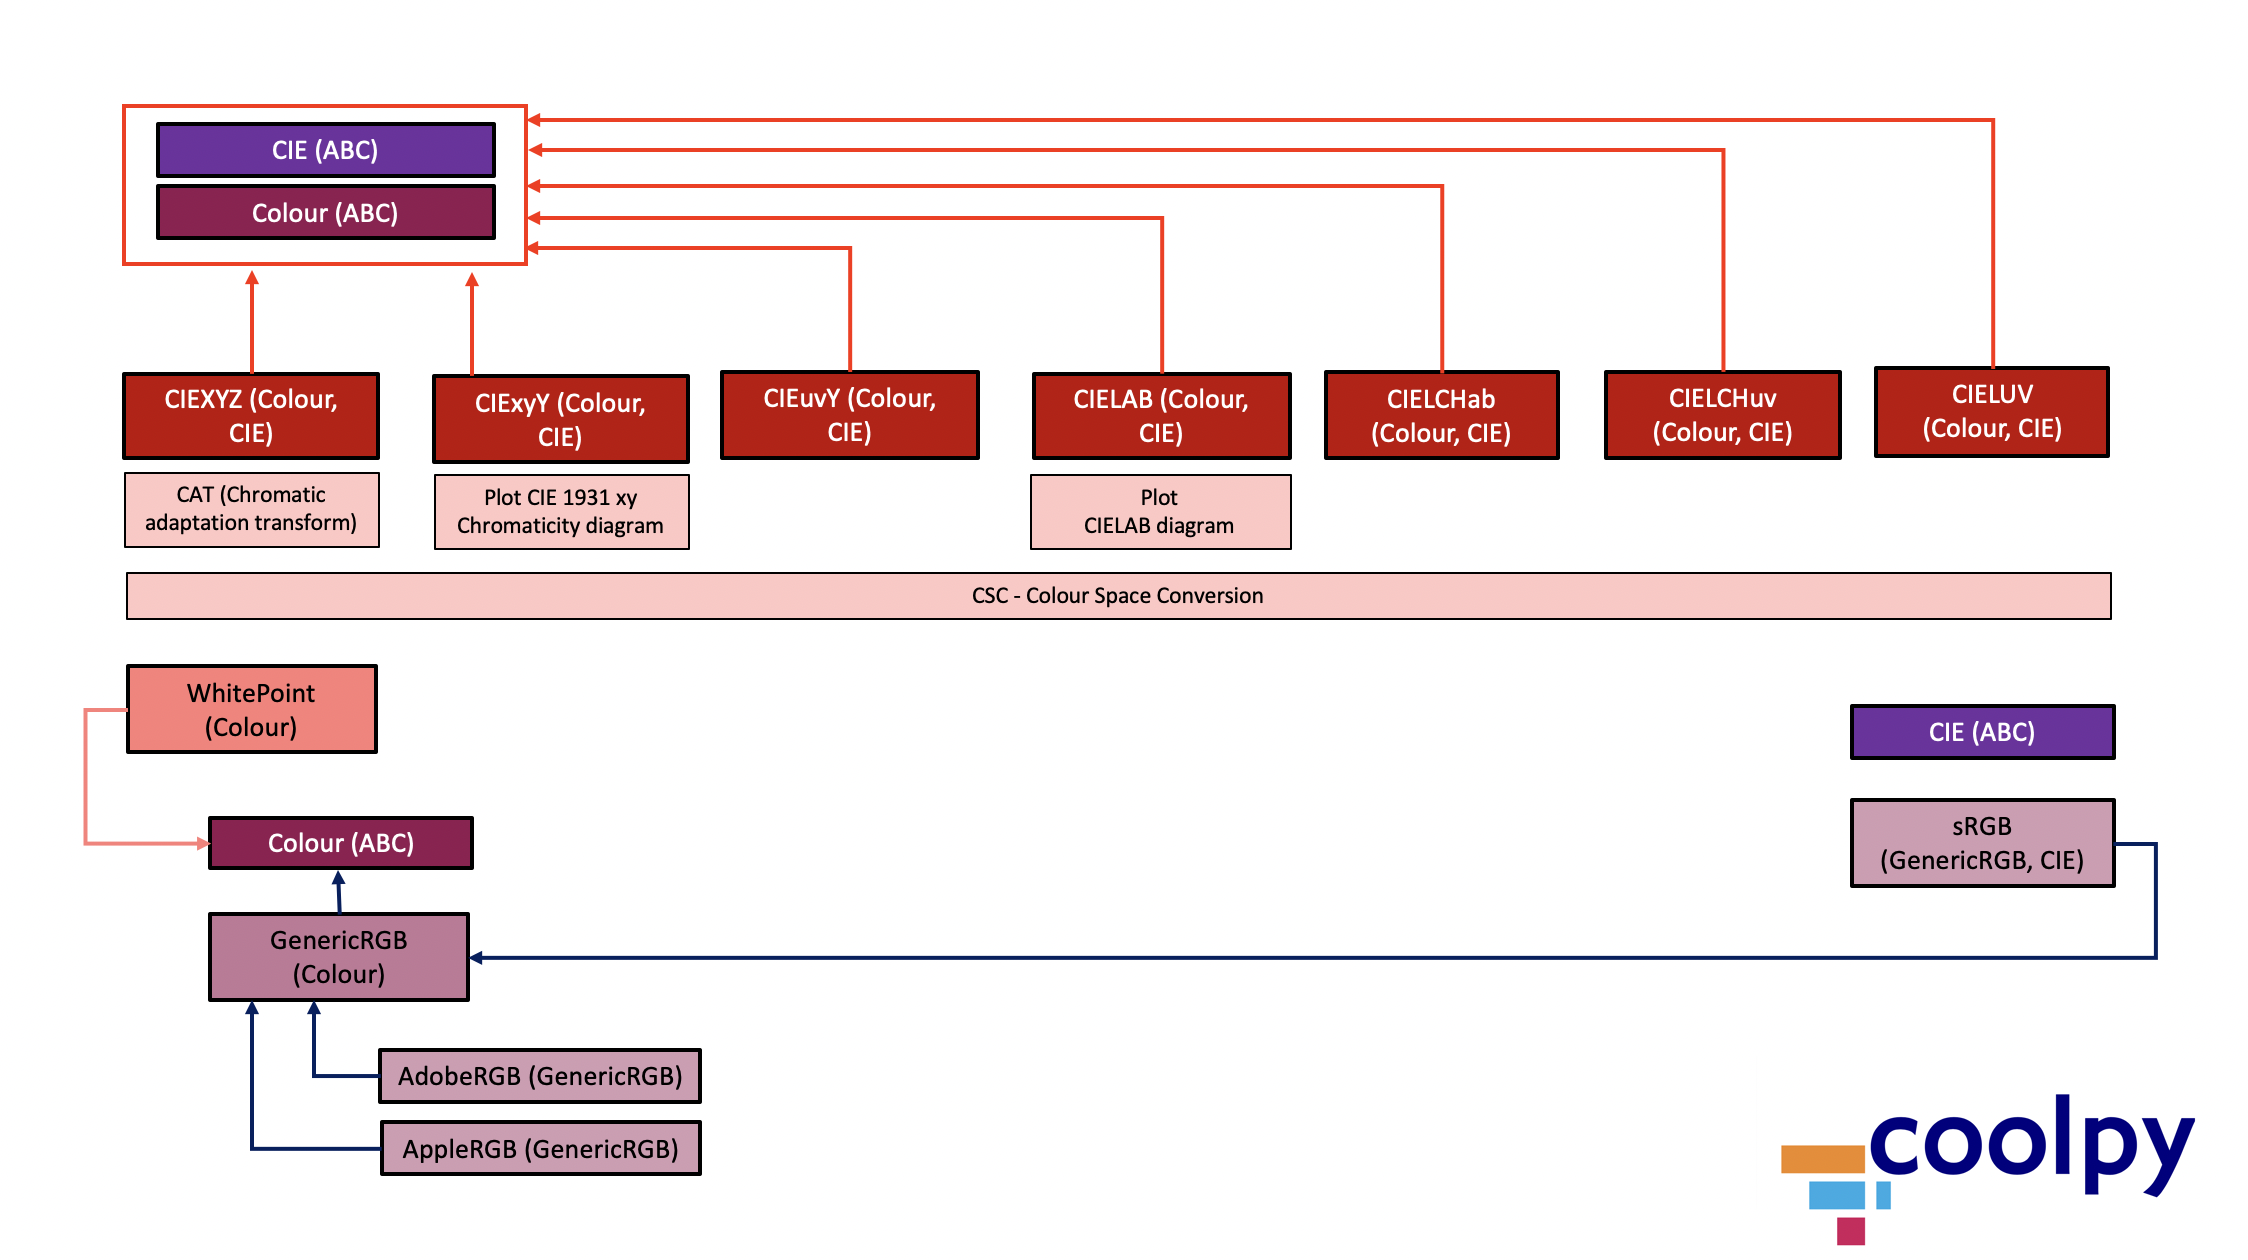 CIE (ABC)
Colour (ABC)
CIEXYZ (Colour,
CIE)
CIExyY (Colour,
CIE)
CIEuvY (Colour,
CIE)
CIELAB (Colour,
CIE)
CIELCHab
(Colour, CIE)
CIELCHuv
(Colour, CIE)
CIELUV
(Colour, CIE)
CAT (Chromatic
adaptation transform)
Plot CIE 1931 xy
Chromaticity diagram
Plot
CIELAB diagram
CSC - Colour Space Conversion
WhitePoint
(Colour)
CIE (ABC)
Colour (ABC)
sRGB
(GenericRGB, CIE)
GenericRGB
(Colour)
AdobeRGB (GenericRGB)
AppleRGB (GenericRGB)
coolpy